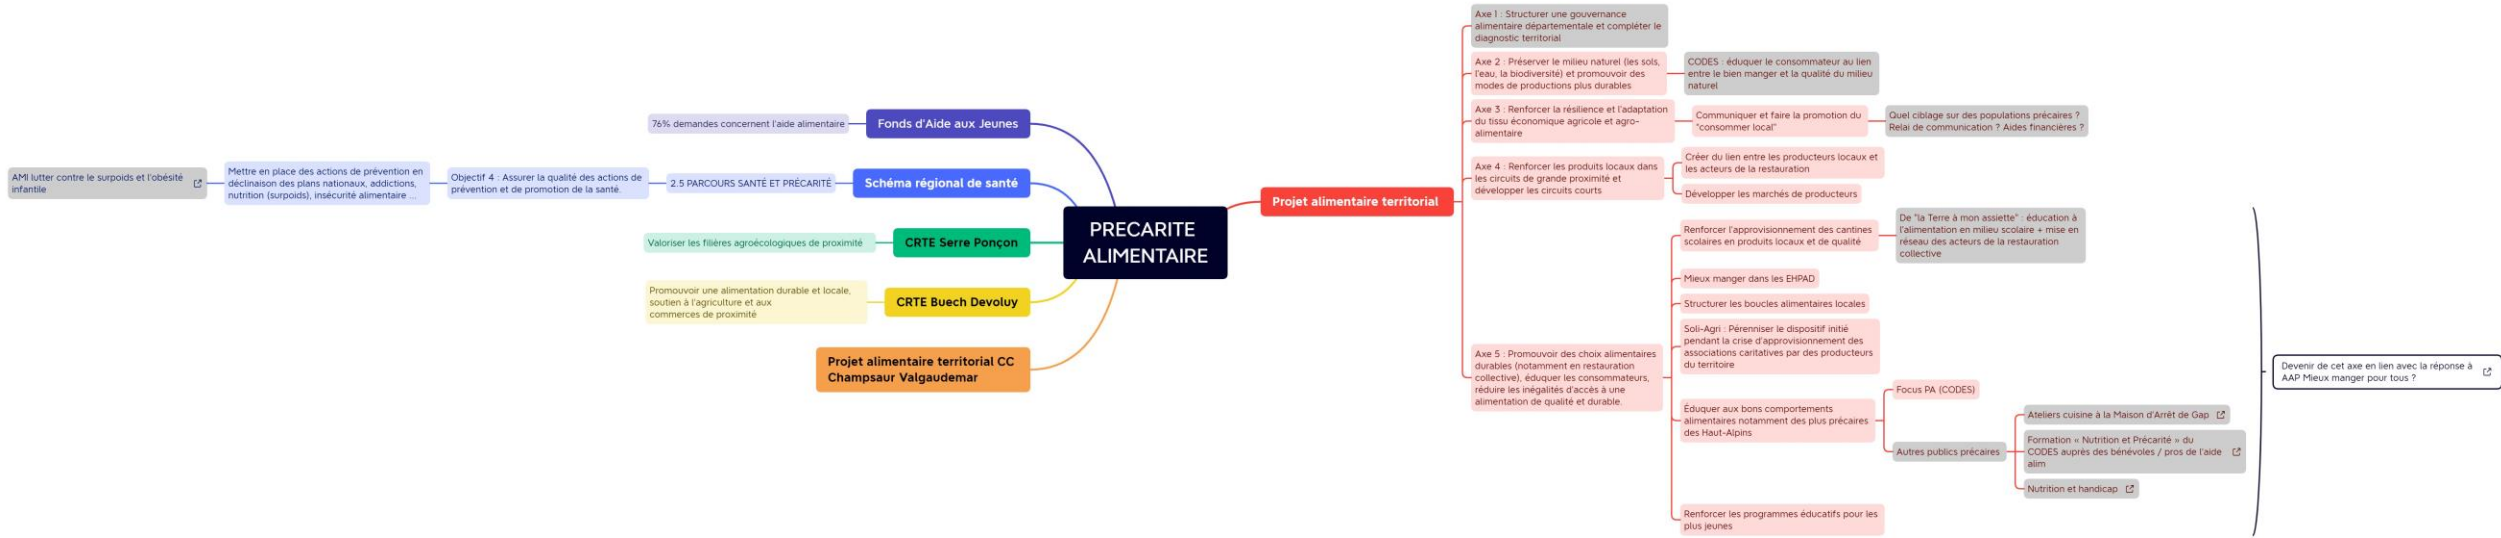 PRECARITE
ALIMENTAIRE
Fonds d'Aide aux Jeunes
76% demandes concernent l'aide alimentaire
Schéma régional de santé
2.5 PARCOURS SANTÉ ET PRÉCARITÉ
Objectif 4 : Assurer la qualité des actions de
prévention et de promotion de la santé.
Mettre en place des actions de prévention en
déclinaison des plans nationaux, addictions,
nutrition (surpoids), insécurité alimentaire ...
AMI lutter contre le surpoids et l'obésité
infantile
CRTE Serre Ponçon
Valoriser les filières agroécologiques de proximité
CRTE Buech Devoluy
Promouvoir une alimentation durable et locale,
soutien à l'agriculture et aux
commerces de proximité
Projet alimentaire territorial CC
Champsaur Valgaudemar
Projet alimentaire territorial
Axe 1 : Structurer une gouvernance
alimentaire départementale et compléter le
diagnostic territorial
Axe 2 : Préserver le milieu naturel (les sols,
l'eau, la biodiversité) et promouvoir des
modes de productions plus durables
CODES : éduquer le consommateur au lien
entre le bien manger et la qualité du milieu
naturel
Axe 3 : Renforcer la résilience et l'adaptation
du tissu économique agricole et agro-
alimentaire
Communiquer et faire la promotion du
"consommer local"
Quel ciblage sur des populations précaires ?
Relai de communication ? Aides financières ?
Axe 4 : Renforcer les produits locaux dans
les circuits de grande proximité et
développer les circuits courts
Créer du lien entre les producteurs locaux et
les acteurs de la restauration
Développer les marchés de producteurs
Axe 5 : Promouvoir des choix alimentaires
durables (notamment en restauration
collective), éduquer les consommateurs,
réduire les inégalités d'accès à une
alimentation de qualité et durable.
Renforcer l'approvisionnement des cantines
scolaires en produits locaux et de qualité
De "la Terre à mon assiette" : éducation à
l'alimentation en milieu scolaire + mise en
réseau des acteurs de la restauration
collective
Mieux manger dans les EHPAD
Structurer les boucles alimentaires locales
Soli-Agri : Pérenniser le dispositif initié
pendant la crise d'approvisionnement des
associations caritatives par des producteurs
du territoire
Éduquer aux bons comportements
alimentaires notamment des plus précaires
des Haut-Alpins
Focus PA (CODES)
Autres publics précaires
Ateliers cuisine à la Maison d'Arrêt de Gap
Formation « Nutrition et Précarité » du
CODES auprès des bénévoles / pros de l'aide
alim
Nutrition et handicap
Renforcer les programmes éducatifs pour les
plus jeunes
Devenir de cet axe en lien avec la réponse à
AAP Mieux manger pour tous ?